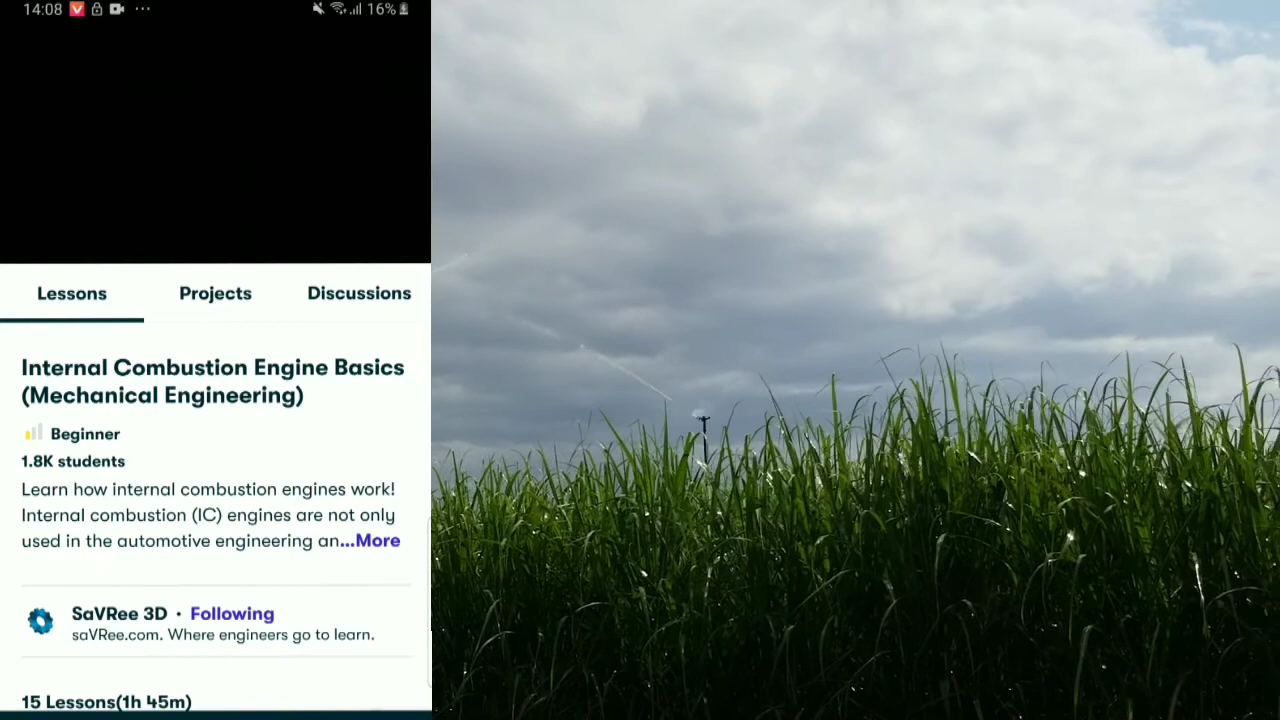 14:08
16%
Lessons Projects Discussions
Internal Combustion Engine Basics
(Mechanical Engineering)
Beginner
1.8K students
Learn how internal combustion engines work!
Internal combustion (IC) engines are not only
used in the automotive engineering an...More
SaVRee 3D · Following
saVRee.com. Where engineers go to learn.
15 Lessons(1h 45m)